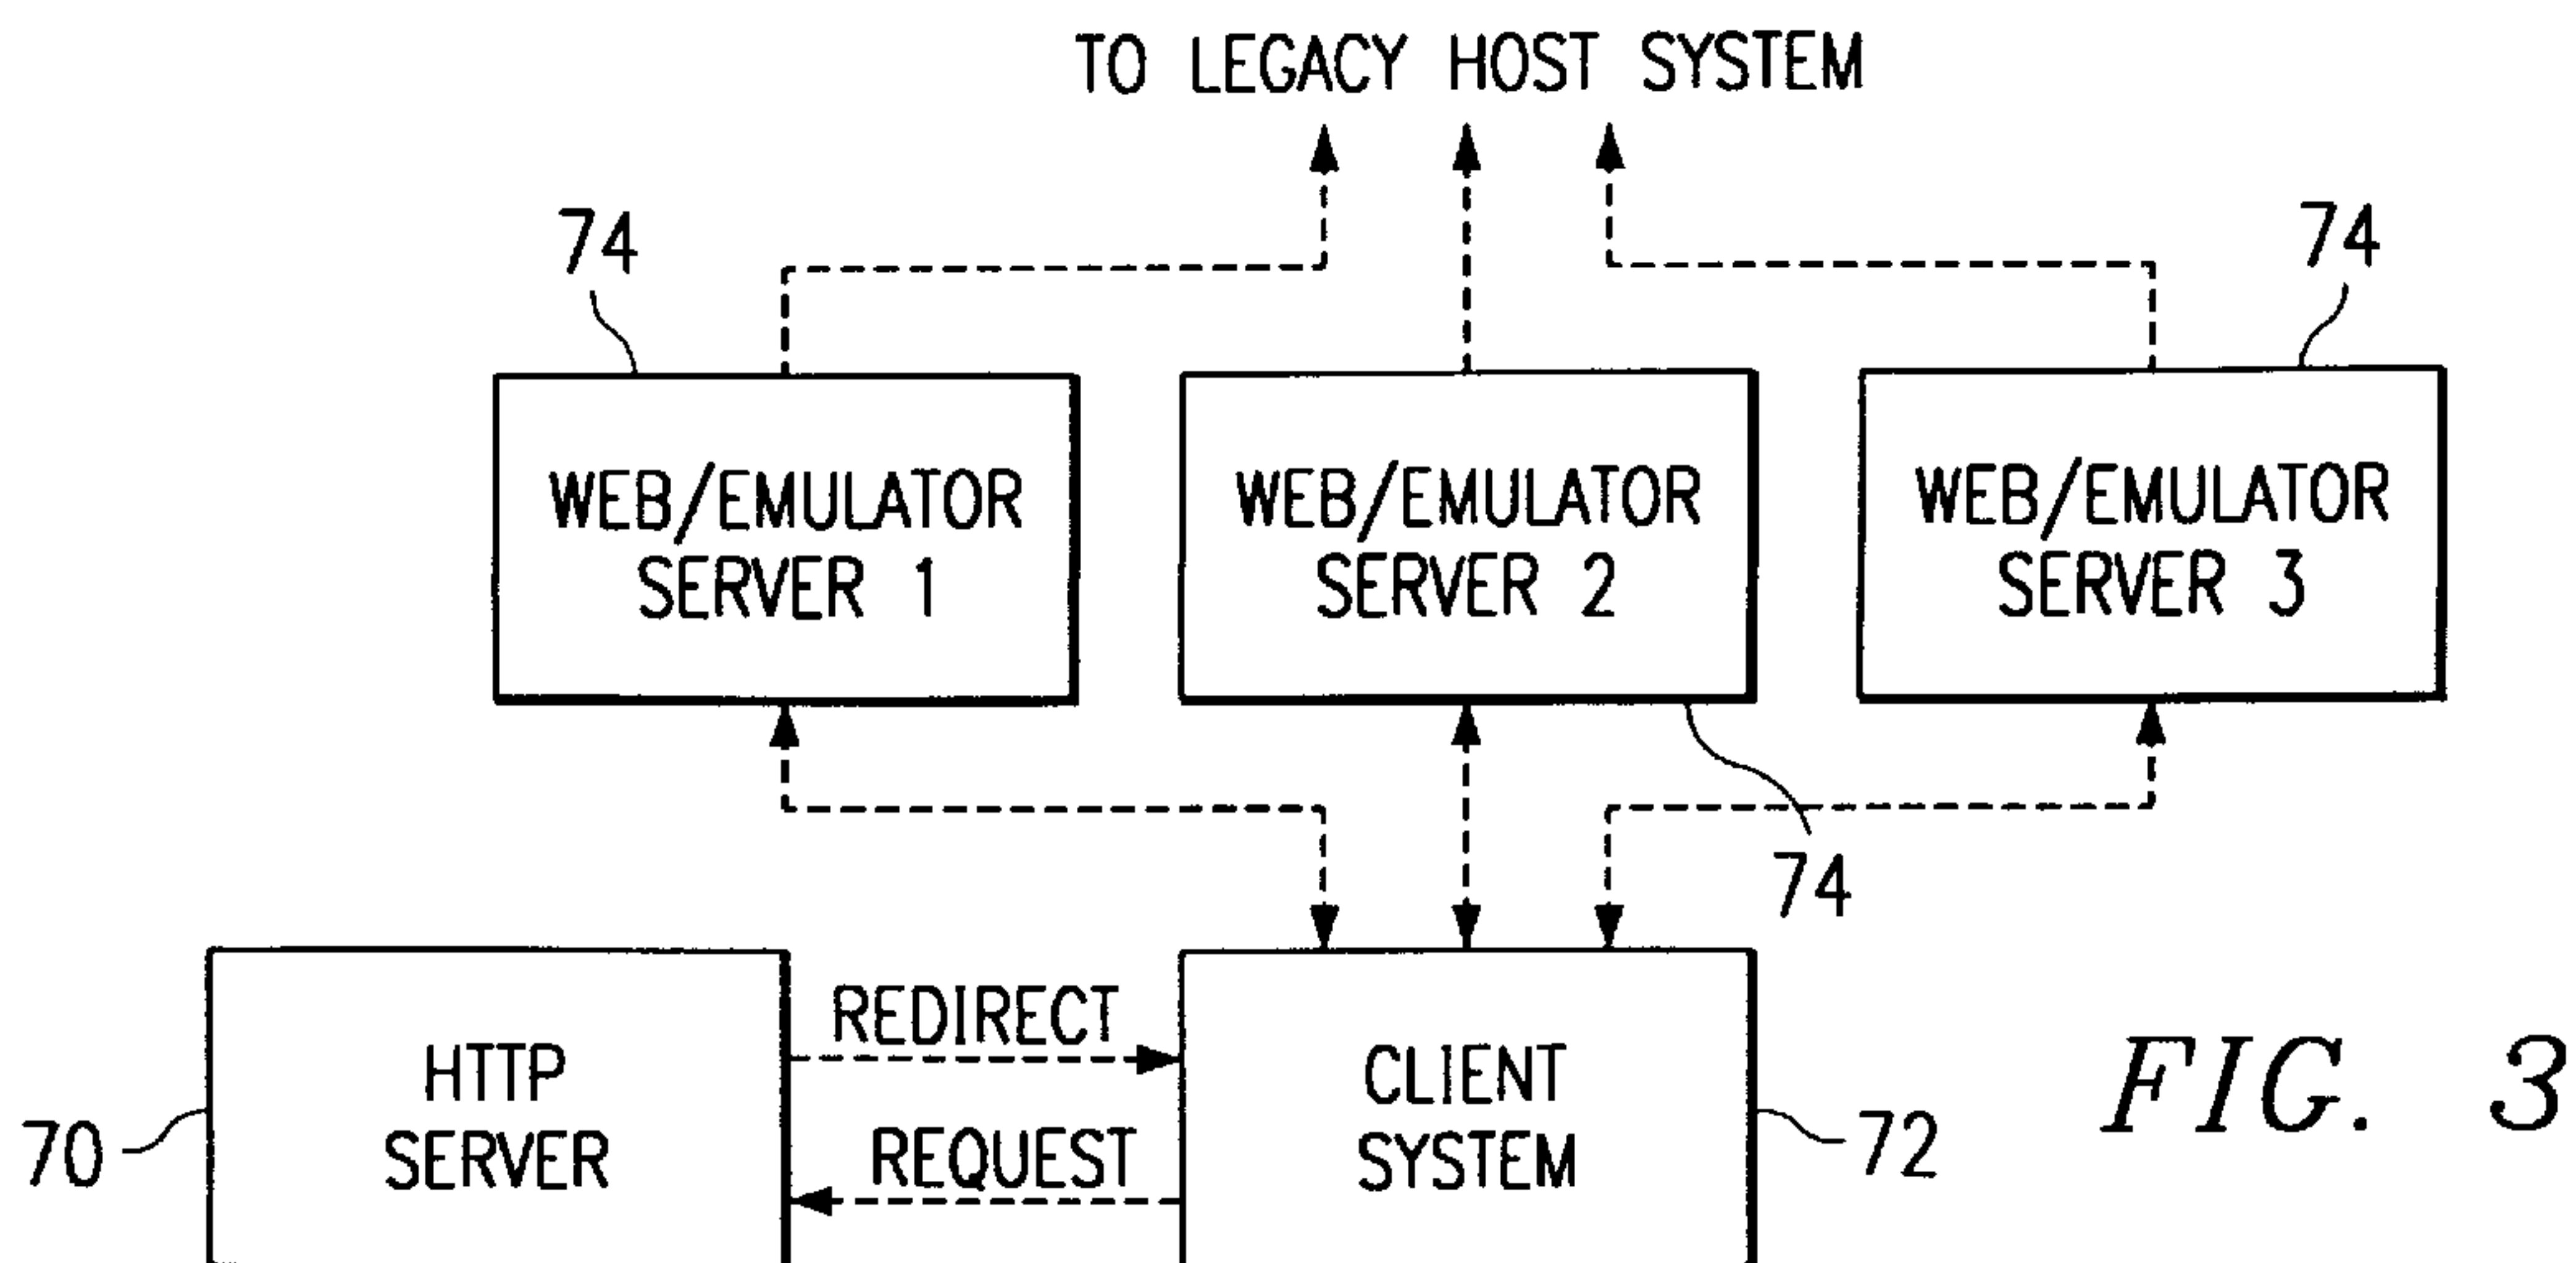 TO LEGACY HOST SYSTEM
74
74
WEB/EMULATOR
SERVER 1
WEB/EMULATOR
SERVER 2
WEB/EMULATOR
SERVER 3
74
HTTP
SERVER
70
REDIRECT
REQUEST
CLIENT
SYSTEM
72
FIG. 3